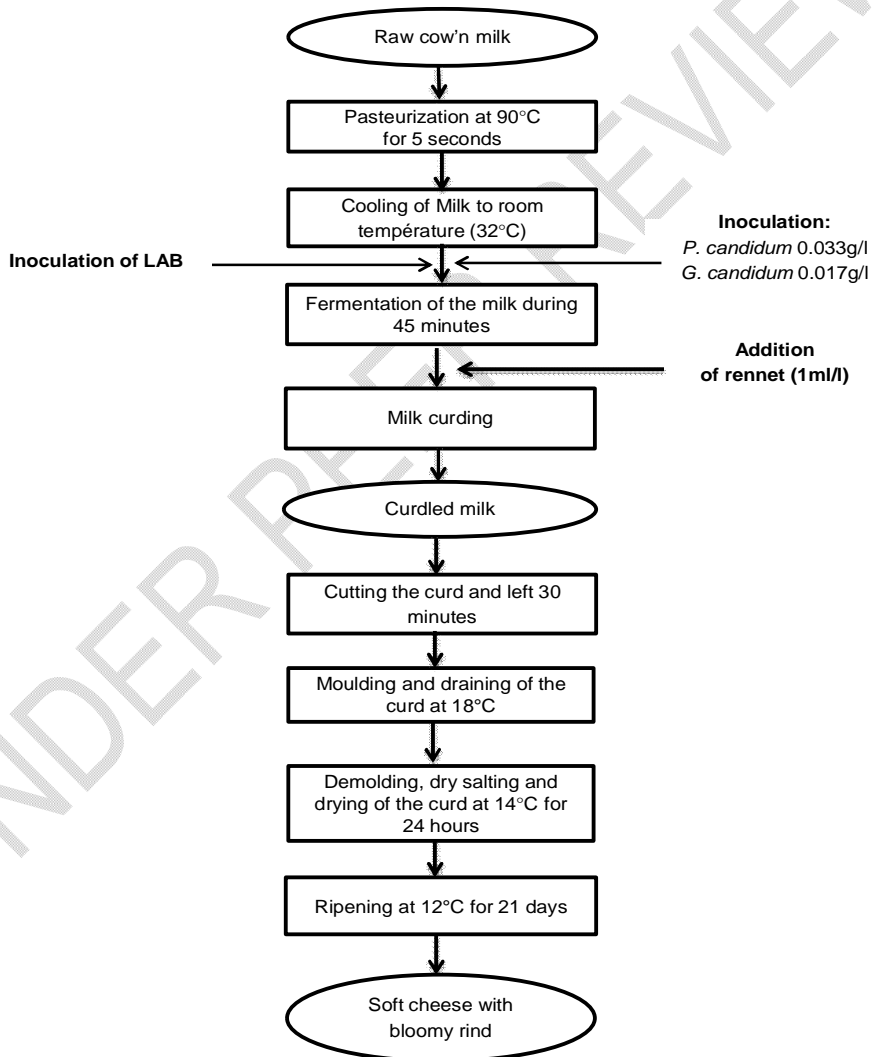 Raw cow'n milk
Pasteurization at 90°C
for 5 seconds
Cooling of Milk to room
température (32°C)
Inoculation of LAB
Inoculation:
P. candidum 0.033g/l
G. candidum 0.017g/l
Fermentation of the milk during
45 minutes
Addition
of rennet (1ml/l)
Milk curding
Curdled milk
Cutting the curd and left 30
minutes
Moulding and draining of the
curd at 18°C
Demolding, dry salting and
drying of the curd at 14°C for
24 hours
Ripening at 12°C for 21 days
Soft cheese with
bloomy rind
NDER PEER REVIEW